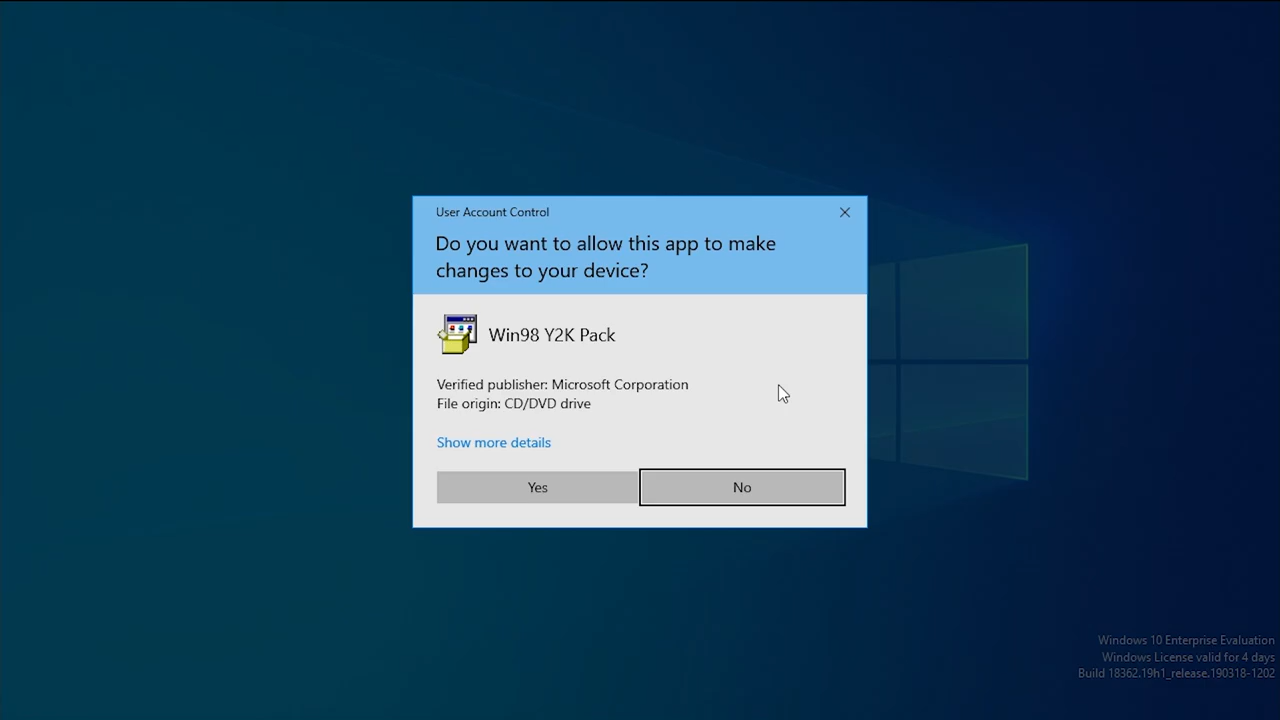 User Account Control
Do you want to allow this app to make
changes to your device?
Win98 Y2K Pack
Verified publisher: Microsoft Corporation
File origin: CD/DVD drive
Show more details
Yes
No
Windows 10 Enterprise Evaluation
Windows License valid for 4 days
Build 18362.19h1_release.190318-1202